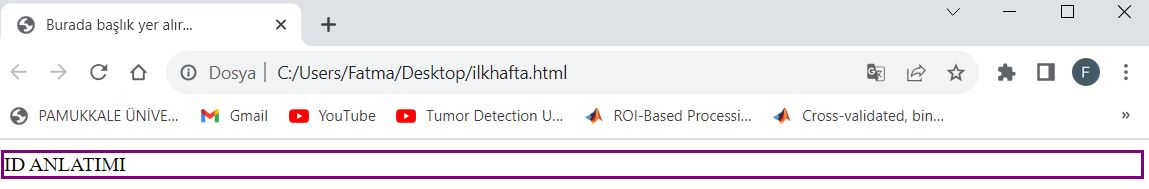 Burada başlık yer alır...
Dosya | C:/Users/Fatma/Desktop/ilkhafta.html
F
PAMUKKALE ÜNİVE... Gmail YouTube Tumor Detection U... ROI-Based Processi... Cross-validated, bin... »
ID ANLATIMI